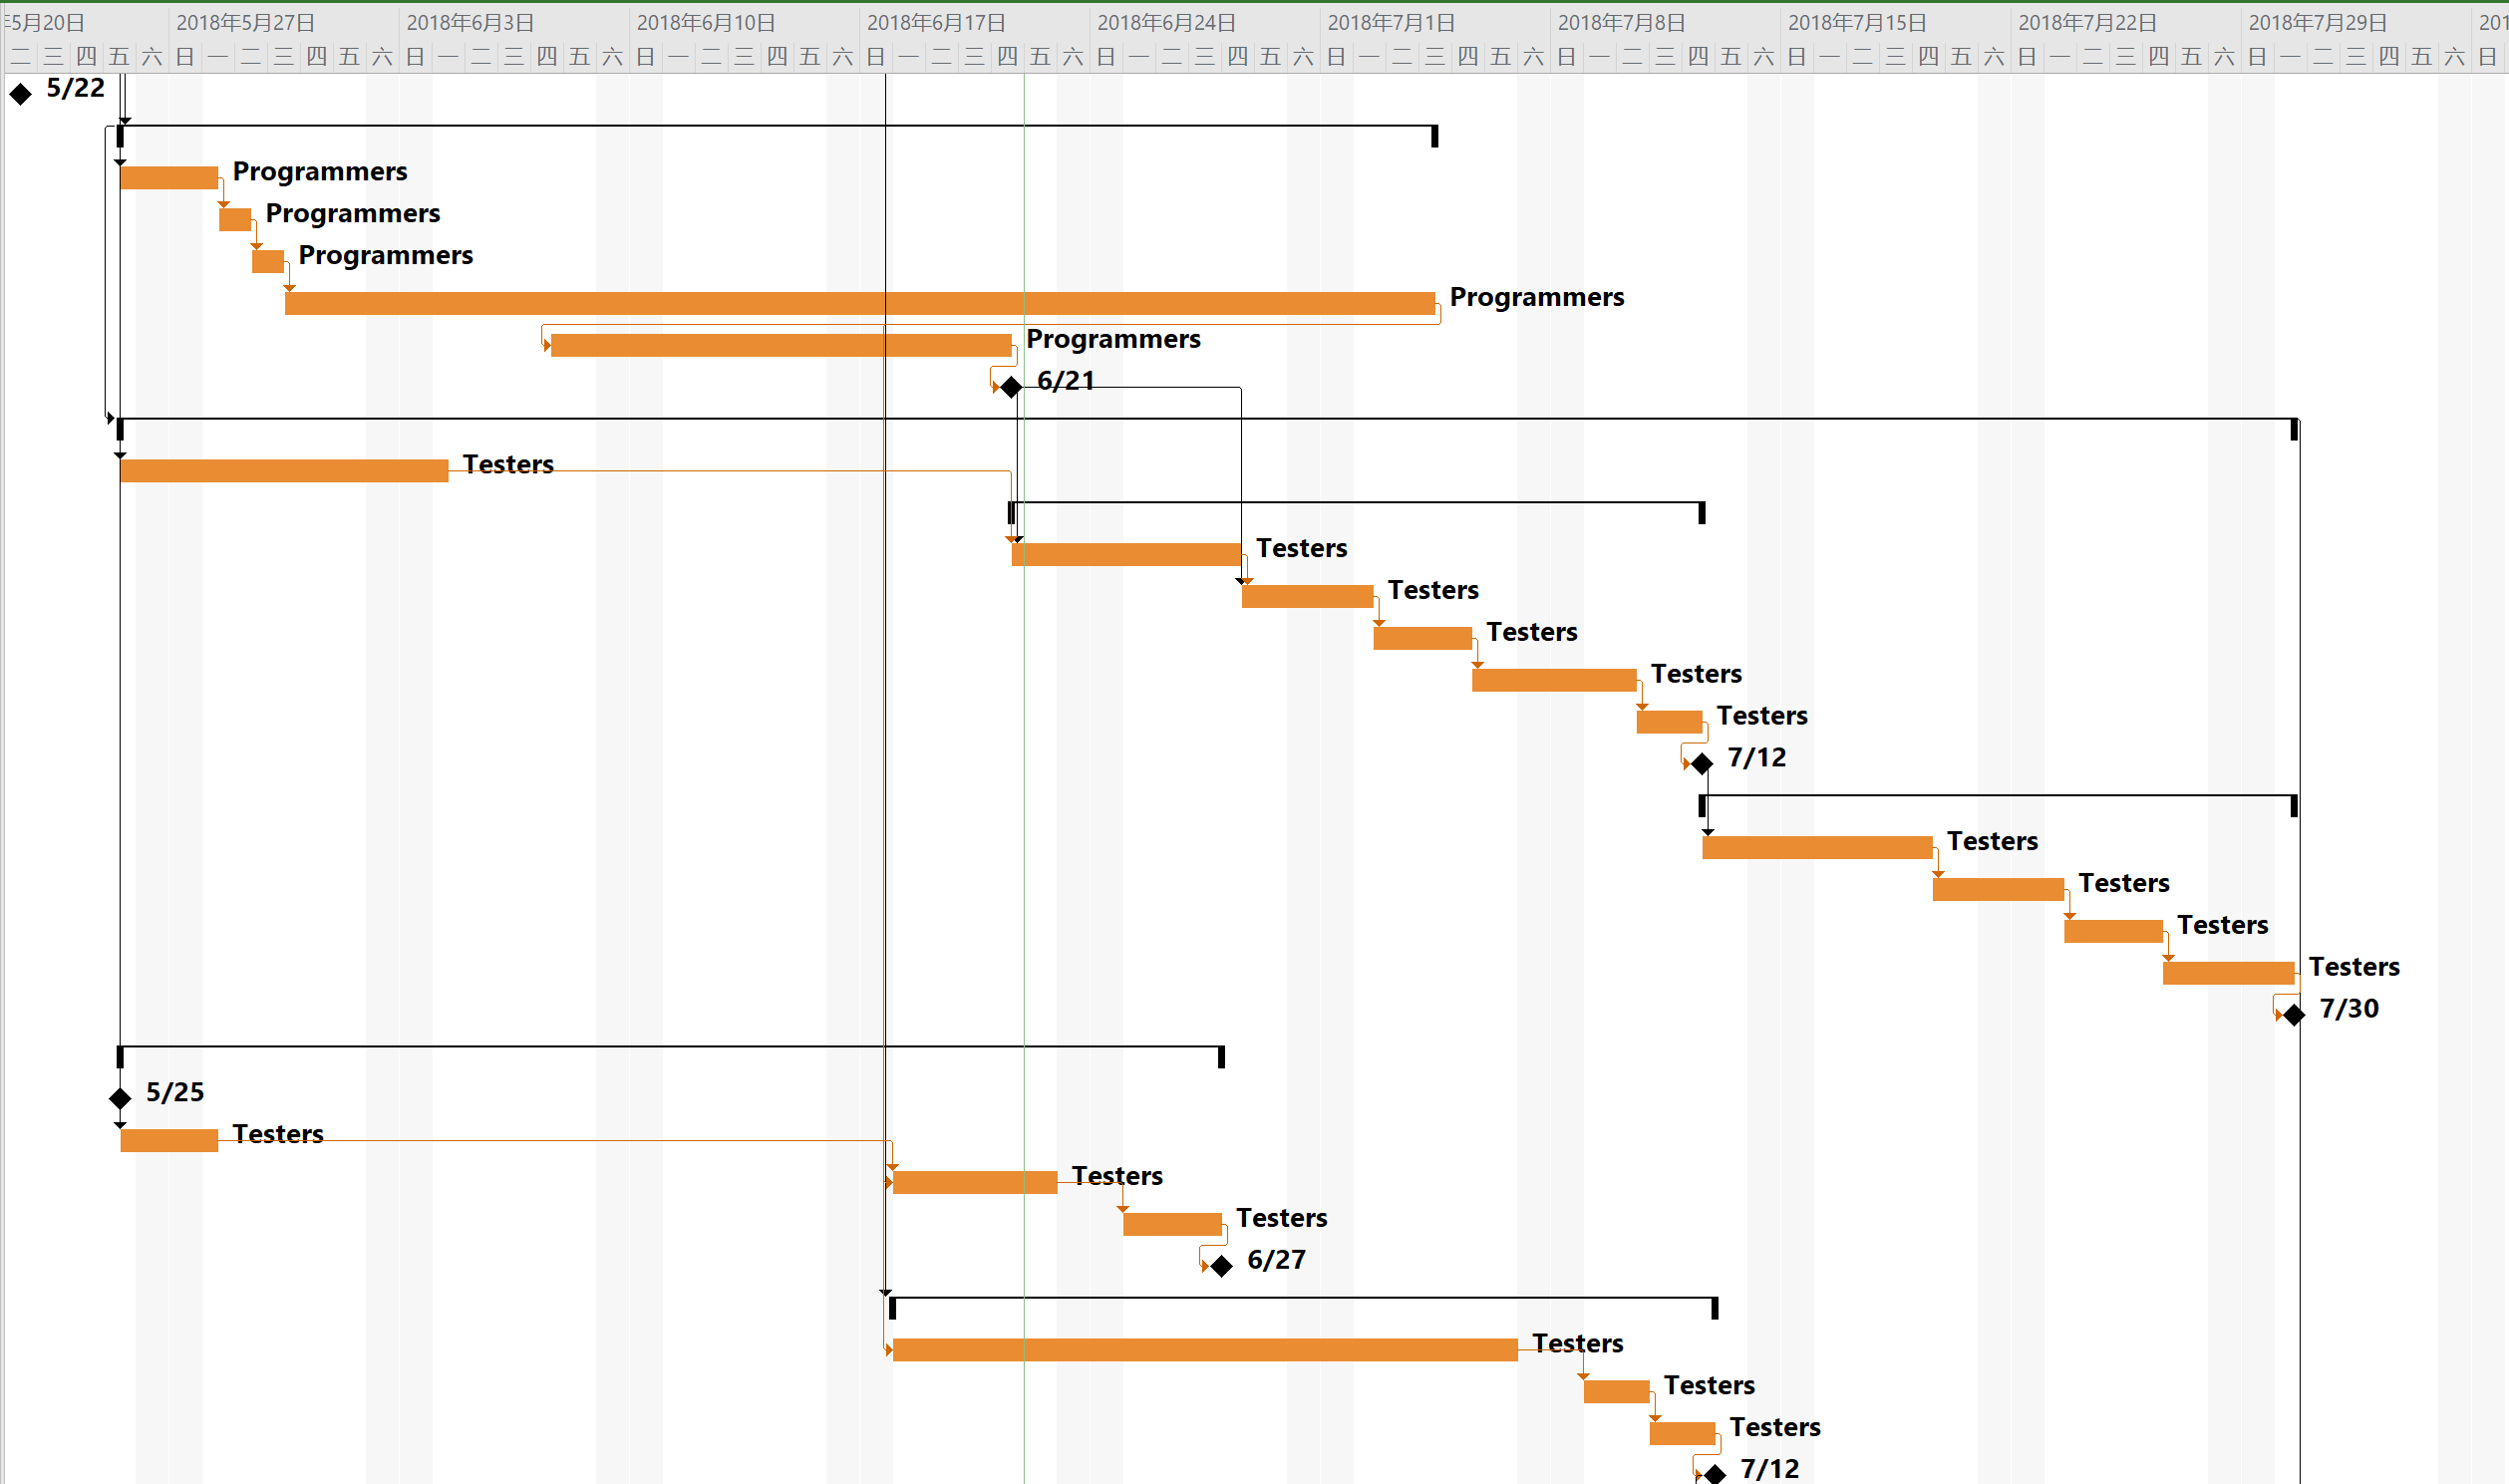 5月20日 2018年5月27日 2018年6月3日 2018年6月10日 2018年6月17日 2018年6月24日 2018年7月1日 2018年7月8日 2018年7月15日 2018年7月22日 2018年7月29日 201
二 三 四 五 六 日 一 二 三 四 五 六 日 一 二 三 四 五 六 日 一 二 三 四 五 六 日 一 二 三 四 五 六 日 一 二 三 四 五 六 日 一 二 三 四 五 六 日 一 二 三 四 五 六 日 一 二 三 四 五 六 日 一 二 三 四 五 六 日 一 二 三 四 五 六 日
5/22
Programmers
Programmers
Programmers
Programmers
Programmers
6/21
Testers
Testers
Testers
Testers
Testers
Testers
7/12
Testers
Testers
Testers
Testers
7/30
5/25
Testers
Testers
Testers
6/27
Testers
Testers
Testers
7/12